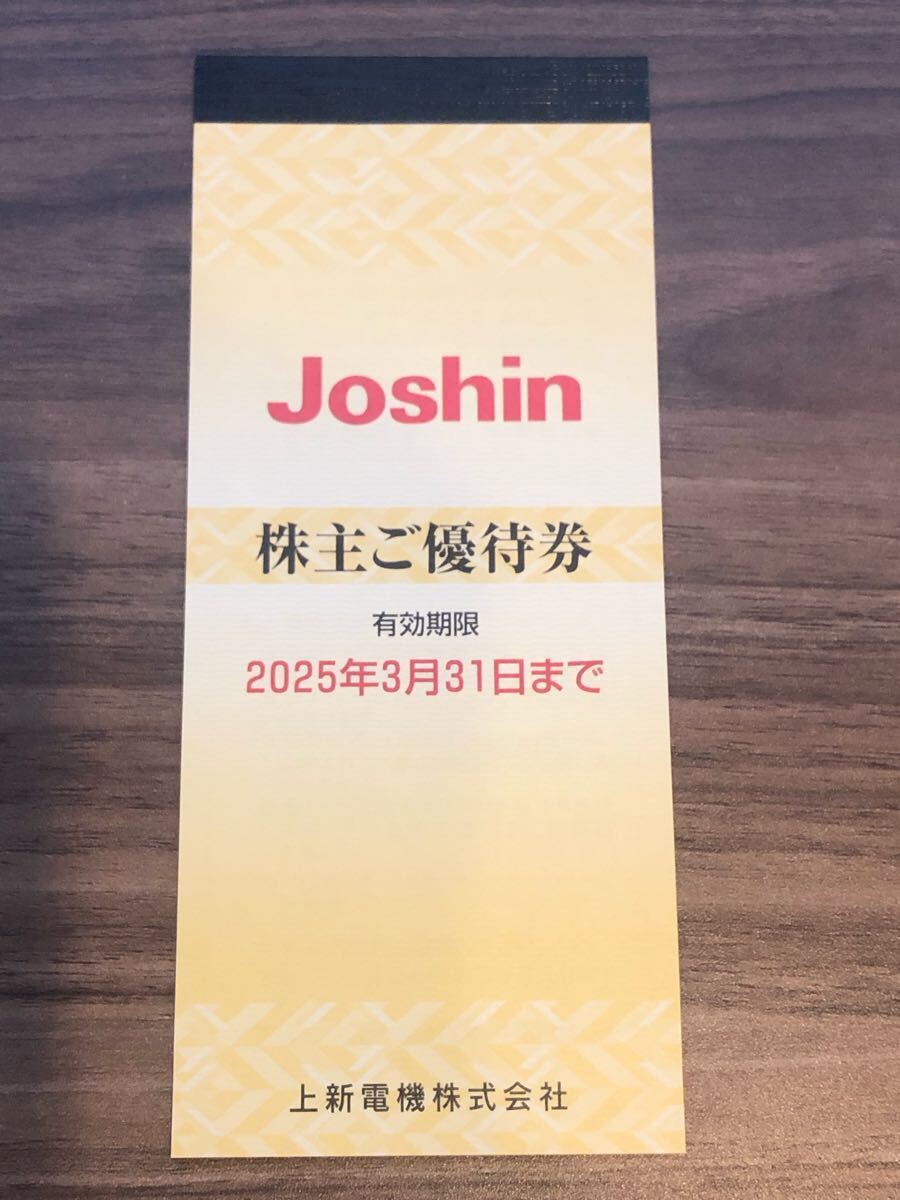 Joshin
株主ご優待券
有効期限
2025年3月31日まで
上新電機株式会社